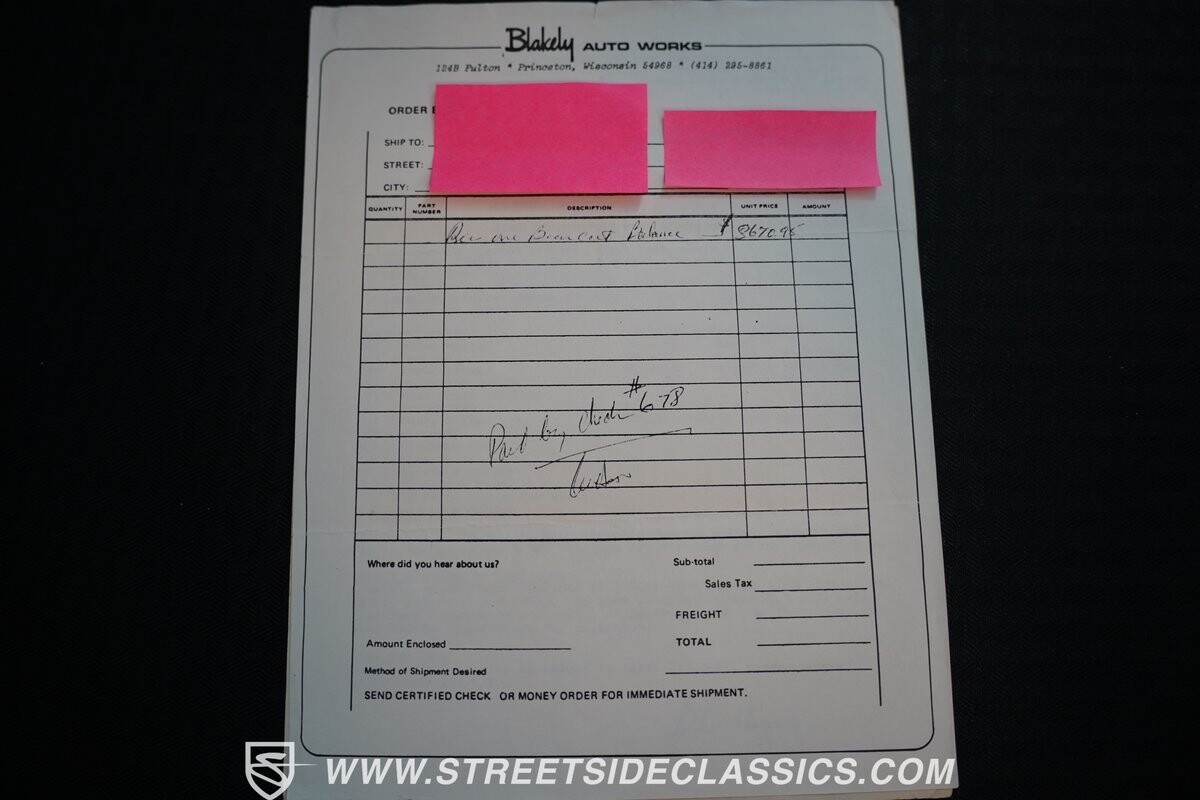 Blakely AUTO WORKS
124B Fulton * Princeton, Wisconsin 54968 * (414) 295-8861
ORDER
SHIP TO:
STREET:
CITY:
QUANTITY PART NUMBER DESCRIPTION UNIT PRICE AMOUNT
one Bearcat Balance $ 3670.95
Paid by check # 678
Where did you hear about us?
Sub-total
Sales Tax
FREIGHT
Amount Enclosed
TOTAL
Method of Shipment Desired
SEND CERTIFIED CHECK OR MONEY ORDER FOR IMMEDIATE SHIPMENT.
S WWW.STREETSIDECLASSICS.COM